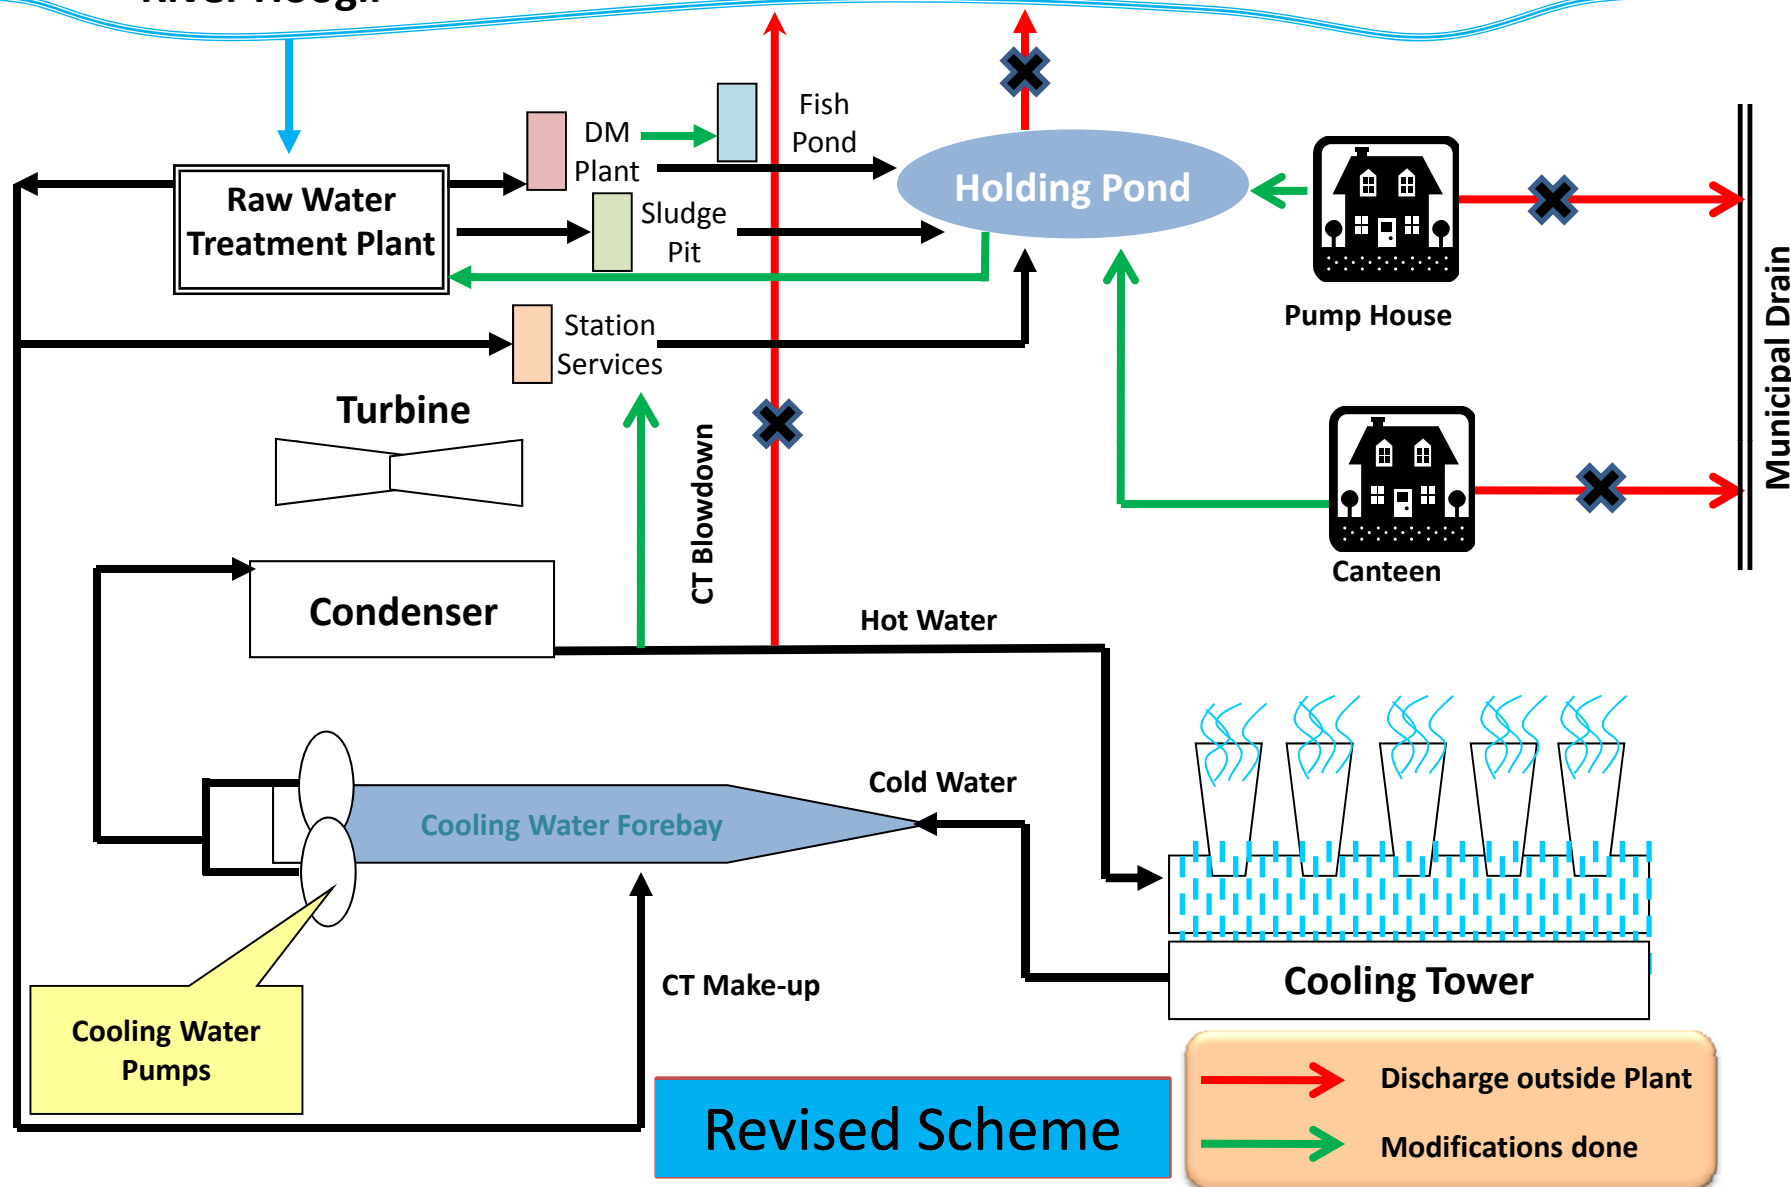 Fish
Pond
DM
Plant
Raw Water
Treatment Plant
Holding Pond
Sludge
Pit
Pump House
Municipal Drain
Station
Services
Turbine
CT Blowdown
Canteen
Condenser
Hot Water
Cold Water
Cooling Water Forebay
CT Make-up
Cooling Tower
Cooling Water
Pumps
Revised Scheme
Discharge outside Plant
Modifications done